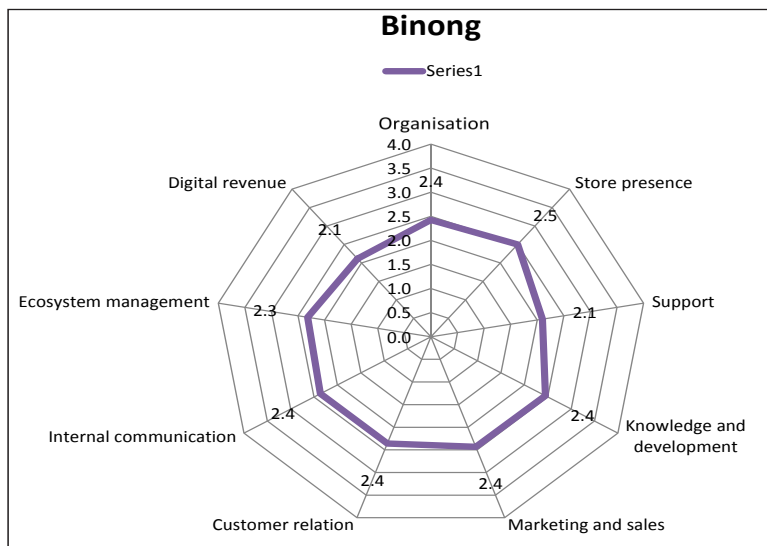 Binong
Series1
Organisation
4.0
3.5
3.0
2.5
2.0
1.5
1.0
0.5
0.0
2.4
Store presence
2.5
Support
2.1
Knowledge and
development
2.4
Marketing and sales
2.4
Customer relation
2.4
Internal communication
2.4
Ecosystem management
2.3
Digital revenue
2.1